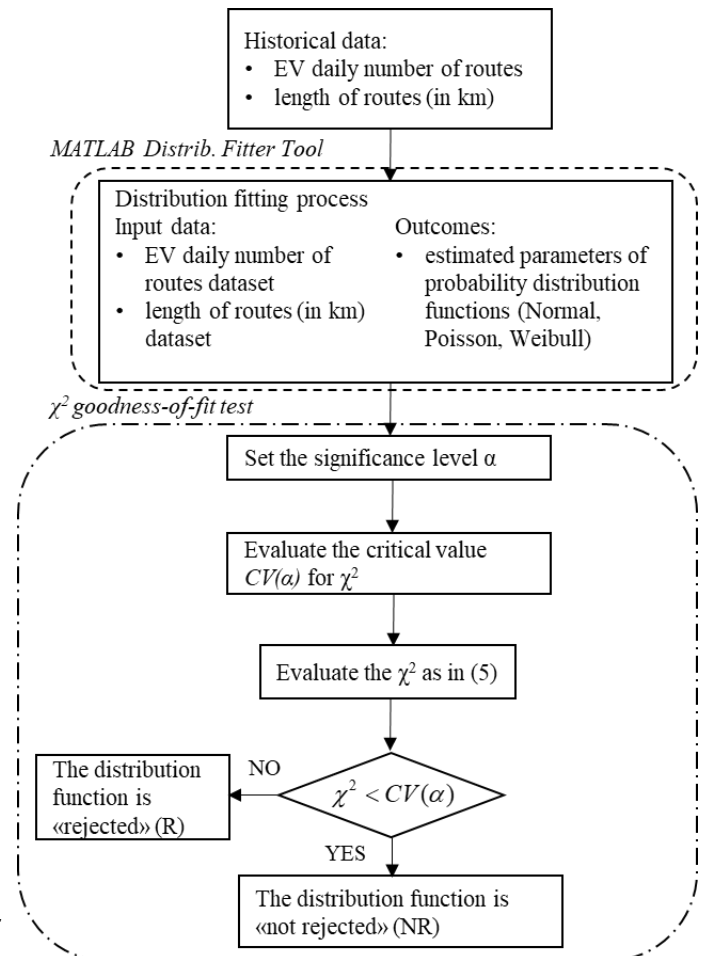 Historical data:
• EV daily number of routes
• length of routes (in km)
MATLAB Distrib. Fitter Tool
Distribution fitting process
Input data:
• EV daily number of
routes dataset
• length of routes (in km)
dataset
Outcomes:
• estimated parameters of
probability distribution
functions (Normal,
Poisson, Weibull)
χ² goodness-of-fit test
Set the significance level α
Evaluate the critical value
CV(α) for χ²
Evaluate the χ² as in (5)
χ² < CV(α)
NO
The distribution
function is
«rejected» (R)
YES
The distribution function is
«not rejected» (NR)